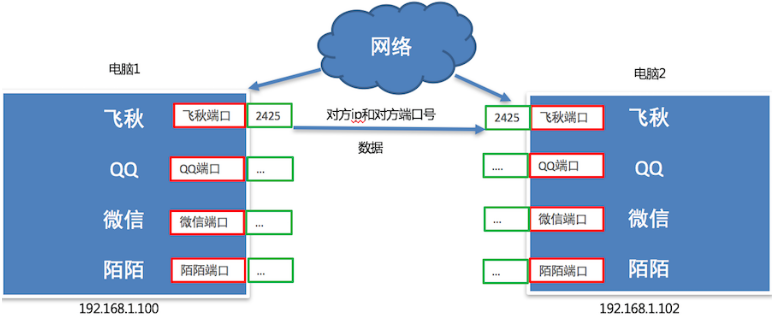 网络
电脑1
电脑2
飞秋 飞秋端口 2425
对方ip和对方端口号
2425 飞秋端口 飞秋
数据
QQ QQ端口 ...
.... QQ端口 QQ
微信 微信端口 ...
... 微信端口 微信
陌陌 陌陌端口 ...
... 陌陌端口 陌陌
192.168.1.100
192.168.1.102